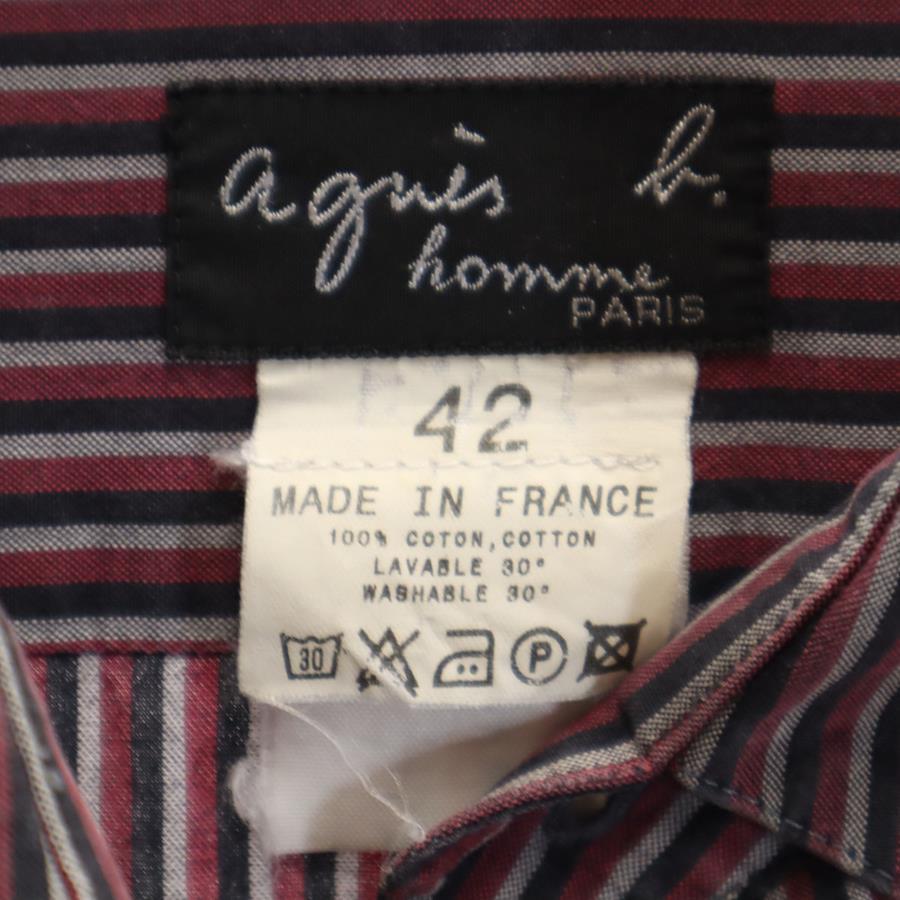 agnès b.
homme
PARIS
42
MADE IN FRANCE
100% COTON, COTTON
LAVABLE 30°
WASHABLE 30°
30 P